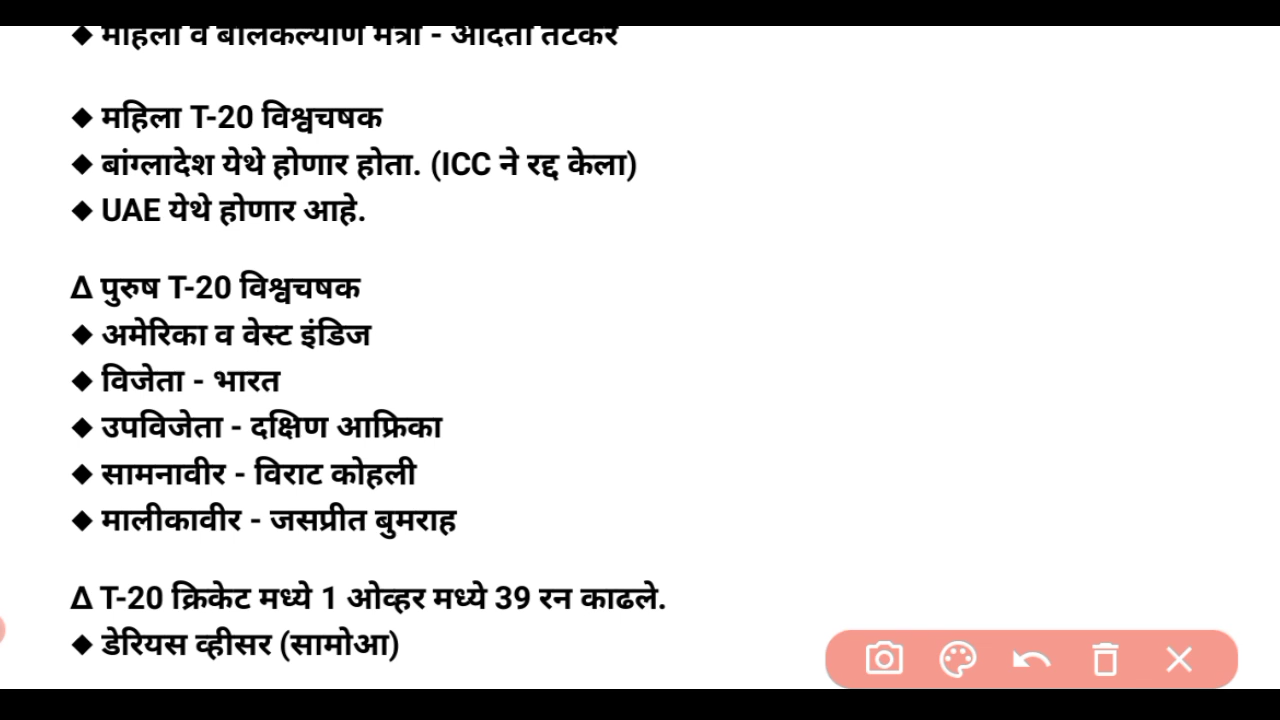 ◆ महिला व बालकल्याण मंत्री - आदिती तटकरे
◆ महिला T-20 विश्वचषक
◆ बांग्लादेश येथे होणार होता. (ICC ने रद्द केला)
◆ UAE येथे होणार आहे.
Δ पुरुष T-20 विश्वचषक
◆ अमेरिका व वेस्ट इंडिज
◆ विजेता - भारत
◆ उपविजेता - दक्षिण आफ्रिका
◆ सामनावीर - विराट कोहली
◆ मालीकावीर - जसप्रीत बुमराह
Δ T-20 क्रिकेट मध्ये 1 ओव्हर मध्ये 39 रन काढले.
◆ डेरियस व्हीसर (सामोआ)